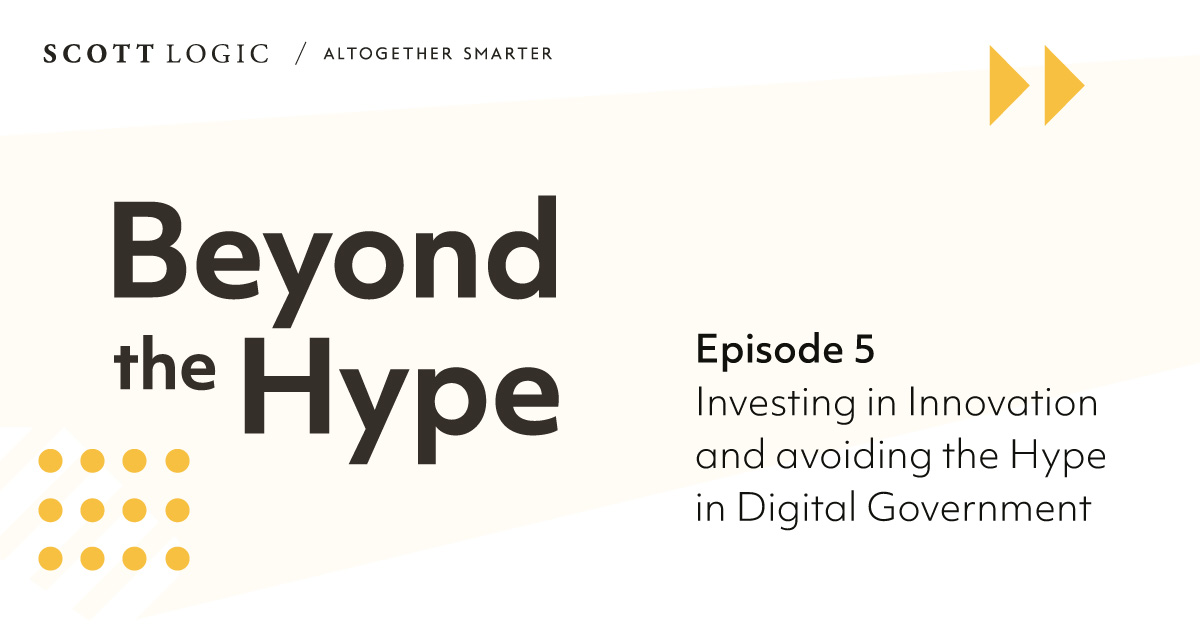 SCOTT LOGIC / ALTOGETHER SMARTER
Beyond
the Hype
Episode 5
Investing in Innovation
and avoiding the Hype
in Digital Government